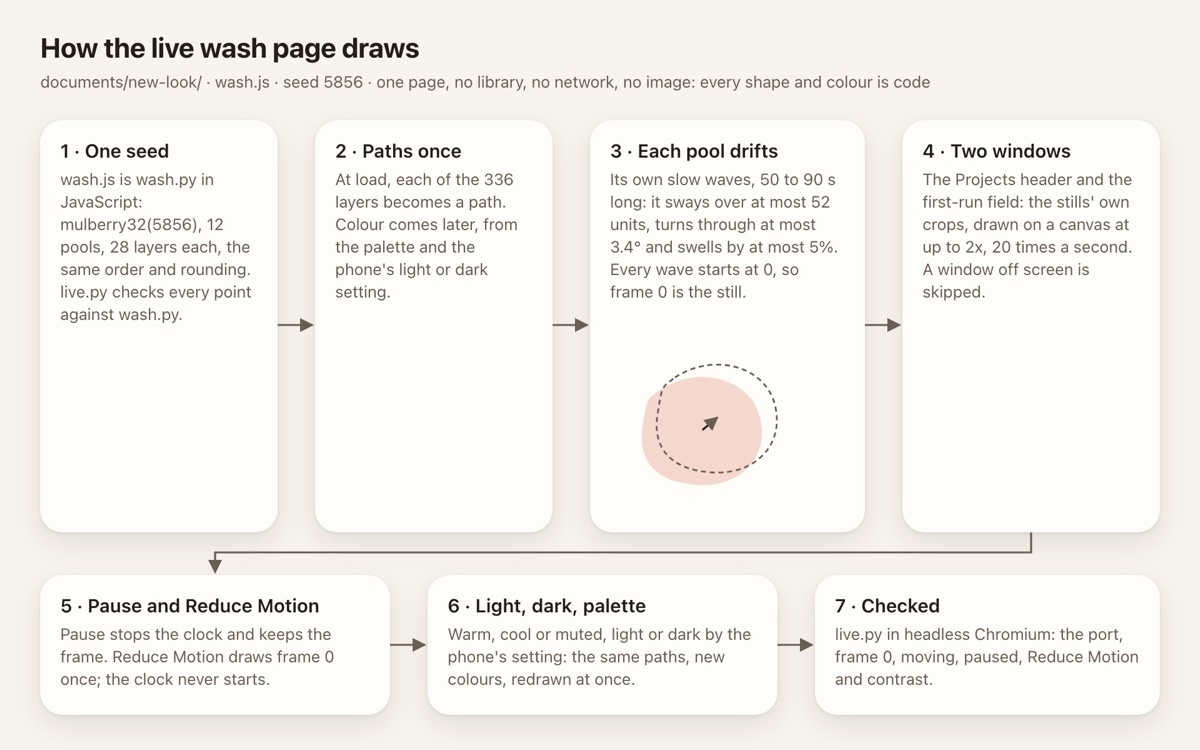 How the live wash page draws
documents/new-look/ · wash.js · seed 5856 · one page, no library, no network, no image: every shape and colour is code
1 · One seed
wash.js is wash.py in
JavaScript:
mulberry32(5856), 12
pools, 28 layers each, the
same order and rounding.
live.py checks every point
against wash.py.
2 · Paths once
At load, each of the 336
layers becomes a path.
Colour comes later, from
the palette and the
phone's light or dark
setting.
3 · Each pool drifts
Its own slow waves, 50 to 90 s
long: it sways over at most 52
units, turns through at most
3.4° and swells by at most 5%.
Every wave starts at 0, so
frame 0 is the still.
4 · Two windows
The Projects header and the
first-run field: the stills' own
crops, drawn on a canvas at
up to 2x, 20 times a second.
A window off screen is
skipped.
5 · Pause and Reduce Motion
Pause stops the clock and keeps the
frame. Reduce Motion draws frame 0
once; the clock never starts.
6 · Light, dark, palette
Warm, cool or muted, light or dark by the
phone's setting: the same paths, new
colours, redrawn at once.
7 · Checked
live.py in headless Chromium: the port,
frame 0, moving, paused, Reduce Motion
and contrast.